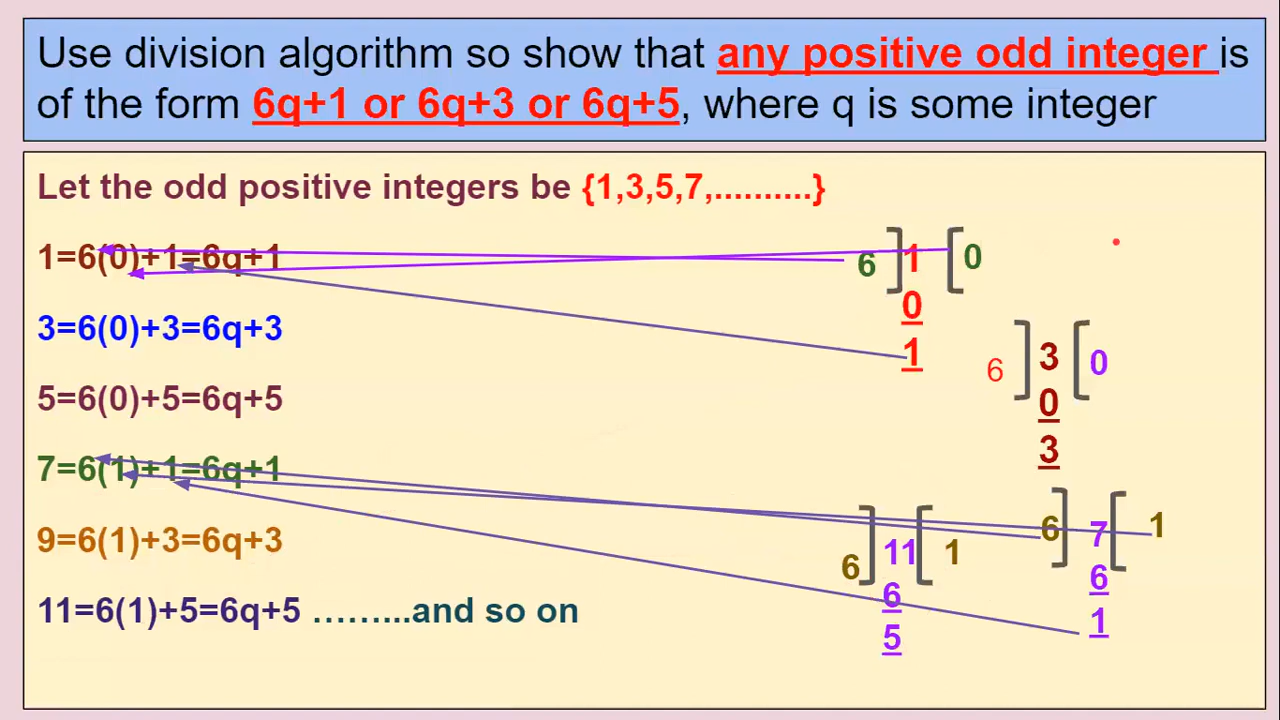 Use division algorithm so show that any positive odd integer is
of the form 6q+1 or 6q+3 or 6q+5, where q is some integer
Let the odd positive integers be {1,3,5,7,..........}
1=6(0)+1=6q+1
3=6(0)+3=6q+3
5=6(0)+5=6q+5
7=6(1)+1=6q+1
9=6(1)+3=6q+3
11=6(1)+5=6q+5 ……...and so on
6 ] 1 [ 0
0
1
6 ] 3 [ 0
0
3
6 ] 11 [ 1
6
5
6 ] 7 [ 1
6
1